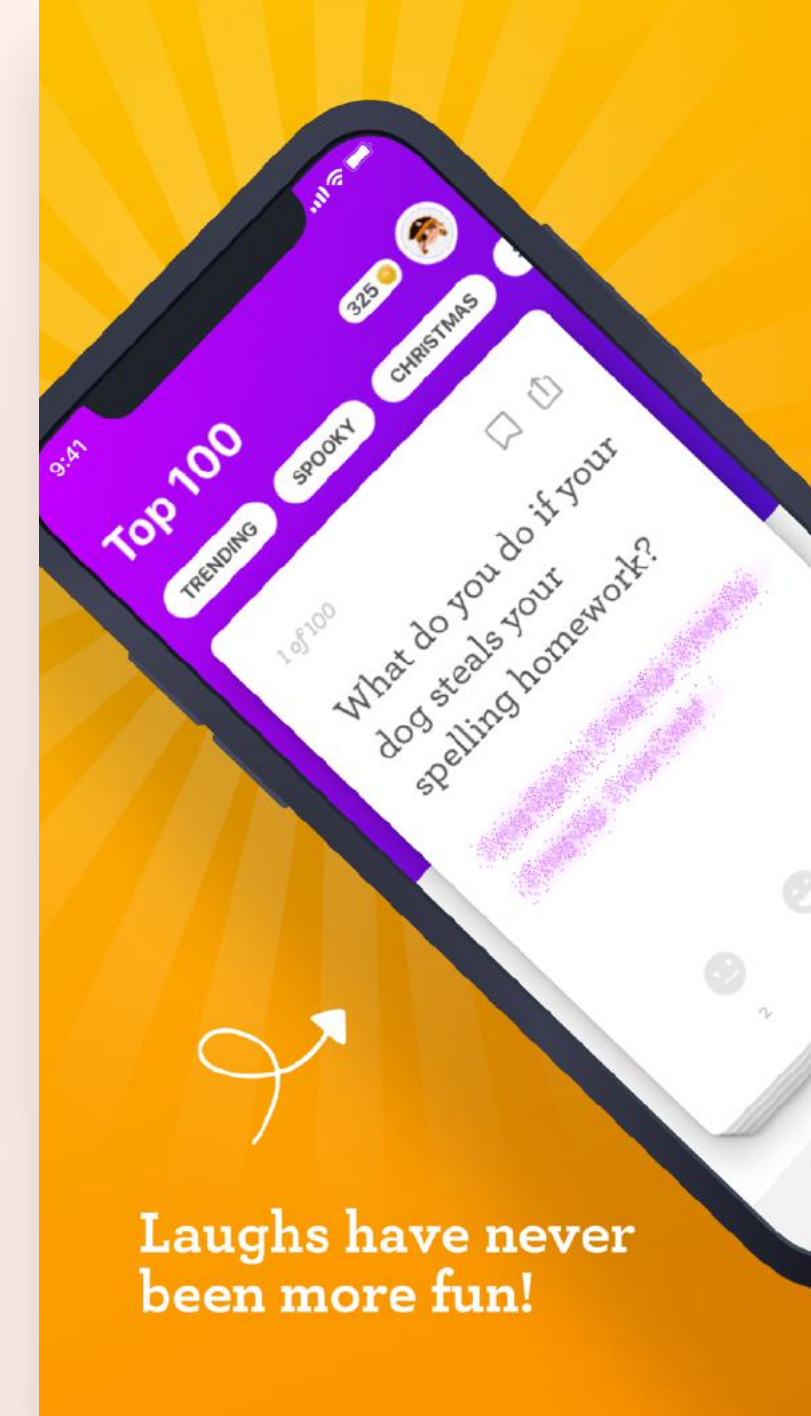 9:41
325
Top 100
TRENDING
SPOOKY
CHRISTMAS
1 of 100
What do you do if your
dog steals your
spelling homework?
2
Laughs have never
been more fun!